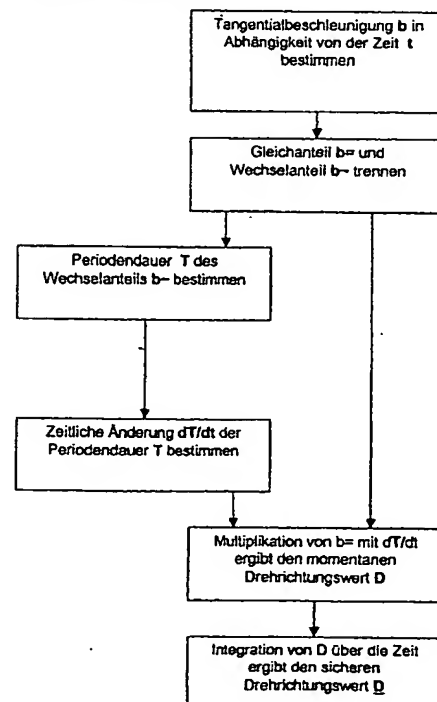 Tangentialbeschleunigung b in
Abhängigkeit von der Zeit t
bestimmen
Gleichanteil b= und
Wechselanteil b~ trennen
Periodendauer T des
Wechselanteils b~ bestimmen
Zeitliche Änderung dT/dt der
Periodendauer T bestimmen
Multiplikation von b= mit dT/dt
ergibt den momentanen
Drehrichtungswert D
Integration von D über die Zeit
ergibt den sicheren
Drehrichtungswert D